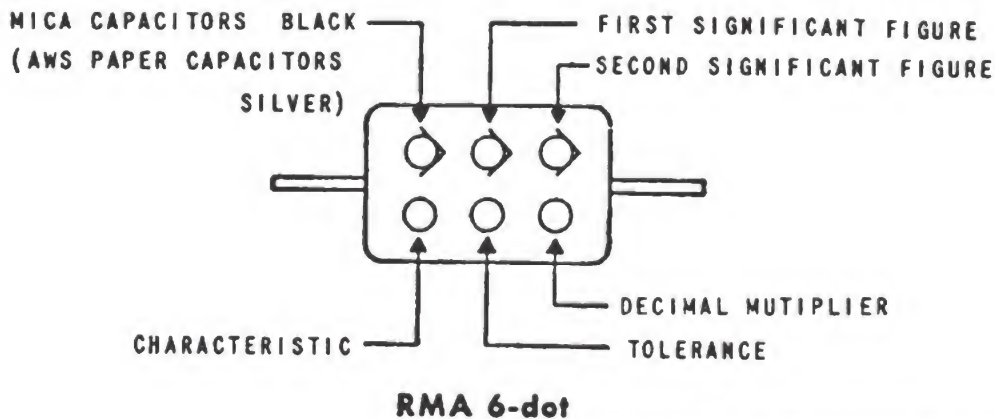 MICA CAPACITORS BLACK
(AWS PAPER CAPACITORS
SILVER)
FIRST SIGNIFICANT FIGURE
SECOND SIGNIFICANT FIGURE
DECIMAL MUTIPLIER
CHARACTERISTIC
TOLERANCE
RMA 6-dot